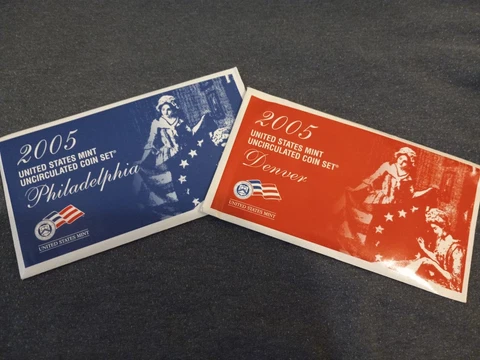 2005
UNITED STATES MINT
UNCIRCULATED COIN SET®
Philadelphia
UNITED STATES MINT
2005
UNITED STATES MINT
UNCIRCULATED COIN SET®
Denver
UNITED STATES MINT